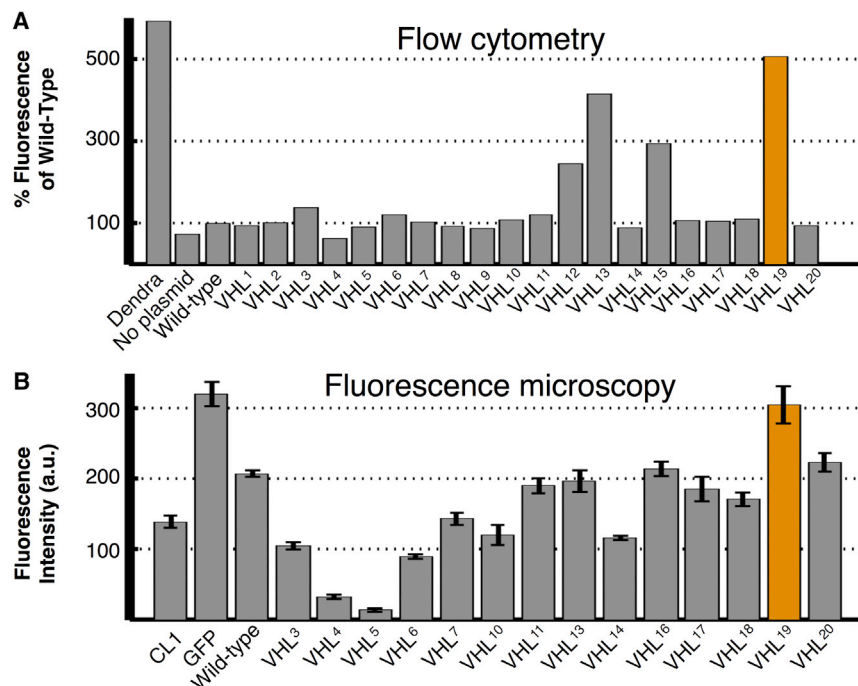 A
Flow cytometry
% Fluorescence
of Wild-Type
500
300
100
Dendra
No plasmid
Wild-type
VHL1
VHL2
VHL3
VHL4
VHL5
VHL6
VHL7
VHL8
VHL9
VHL10
VHL11
VHL12
VHL13
VHL14
VHL15
VHL16
VHL17
VHL18
VHL19
VHL20
B
Fluorescence microscopy
Fluorescence
Intensity (a.u.)
300
200
100
CL1
GFP
Wild-type
VHL3
VHL4
VHL5
VHL6
VHL7
VHL10
VHL11
VHL13
VHL14
VHL16
VHL17
VHL18
VHL19
VHL20